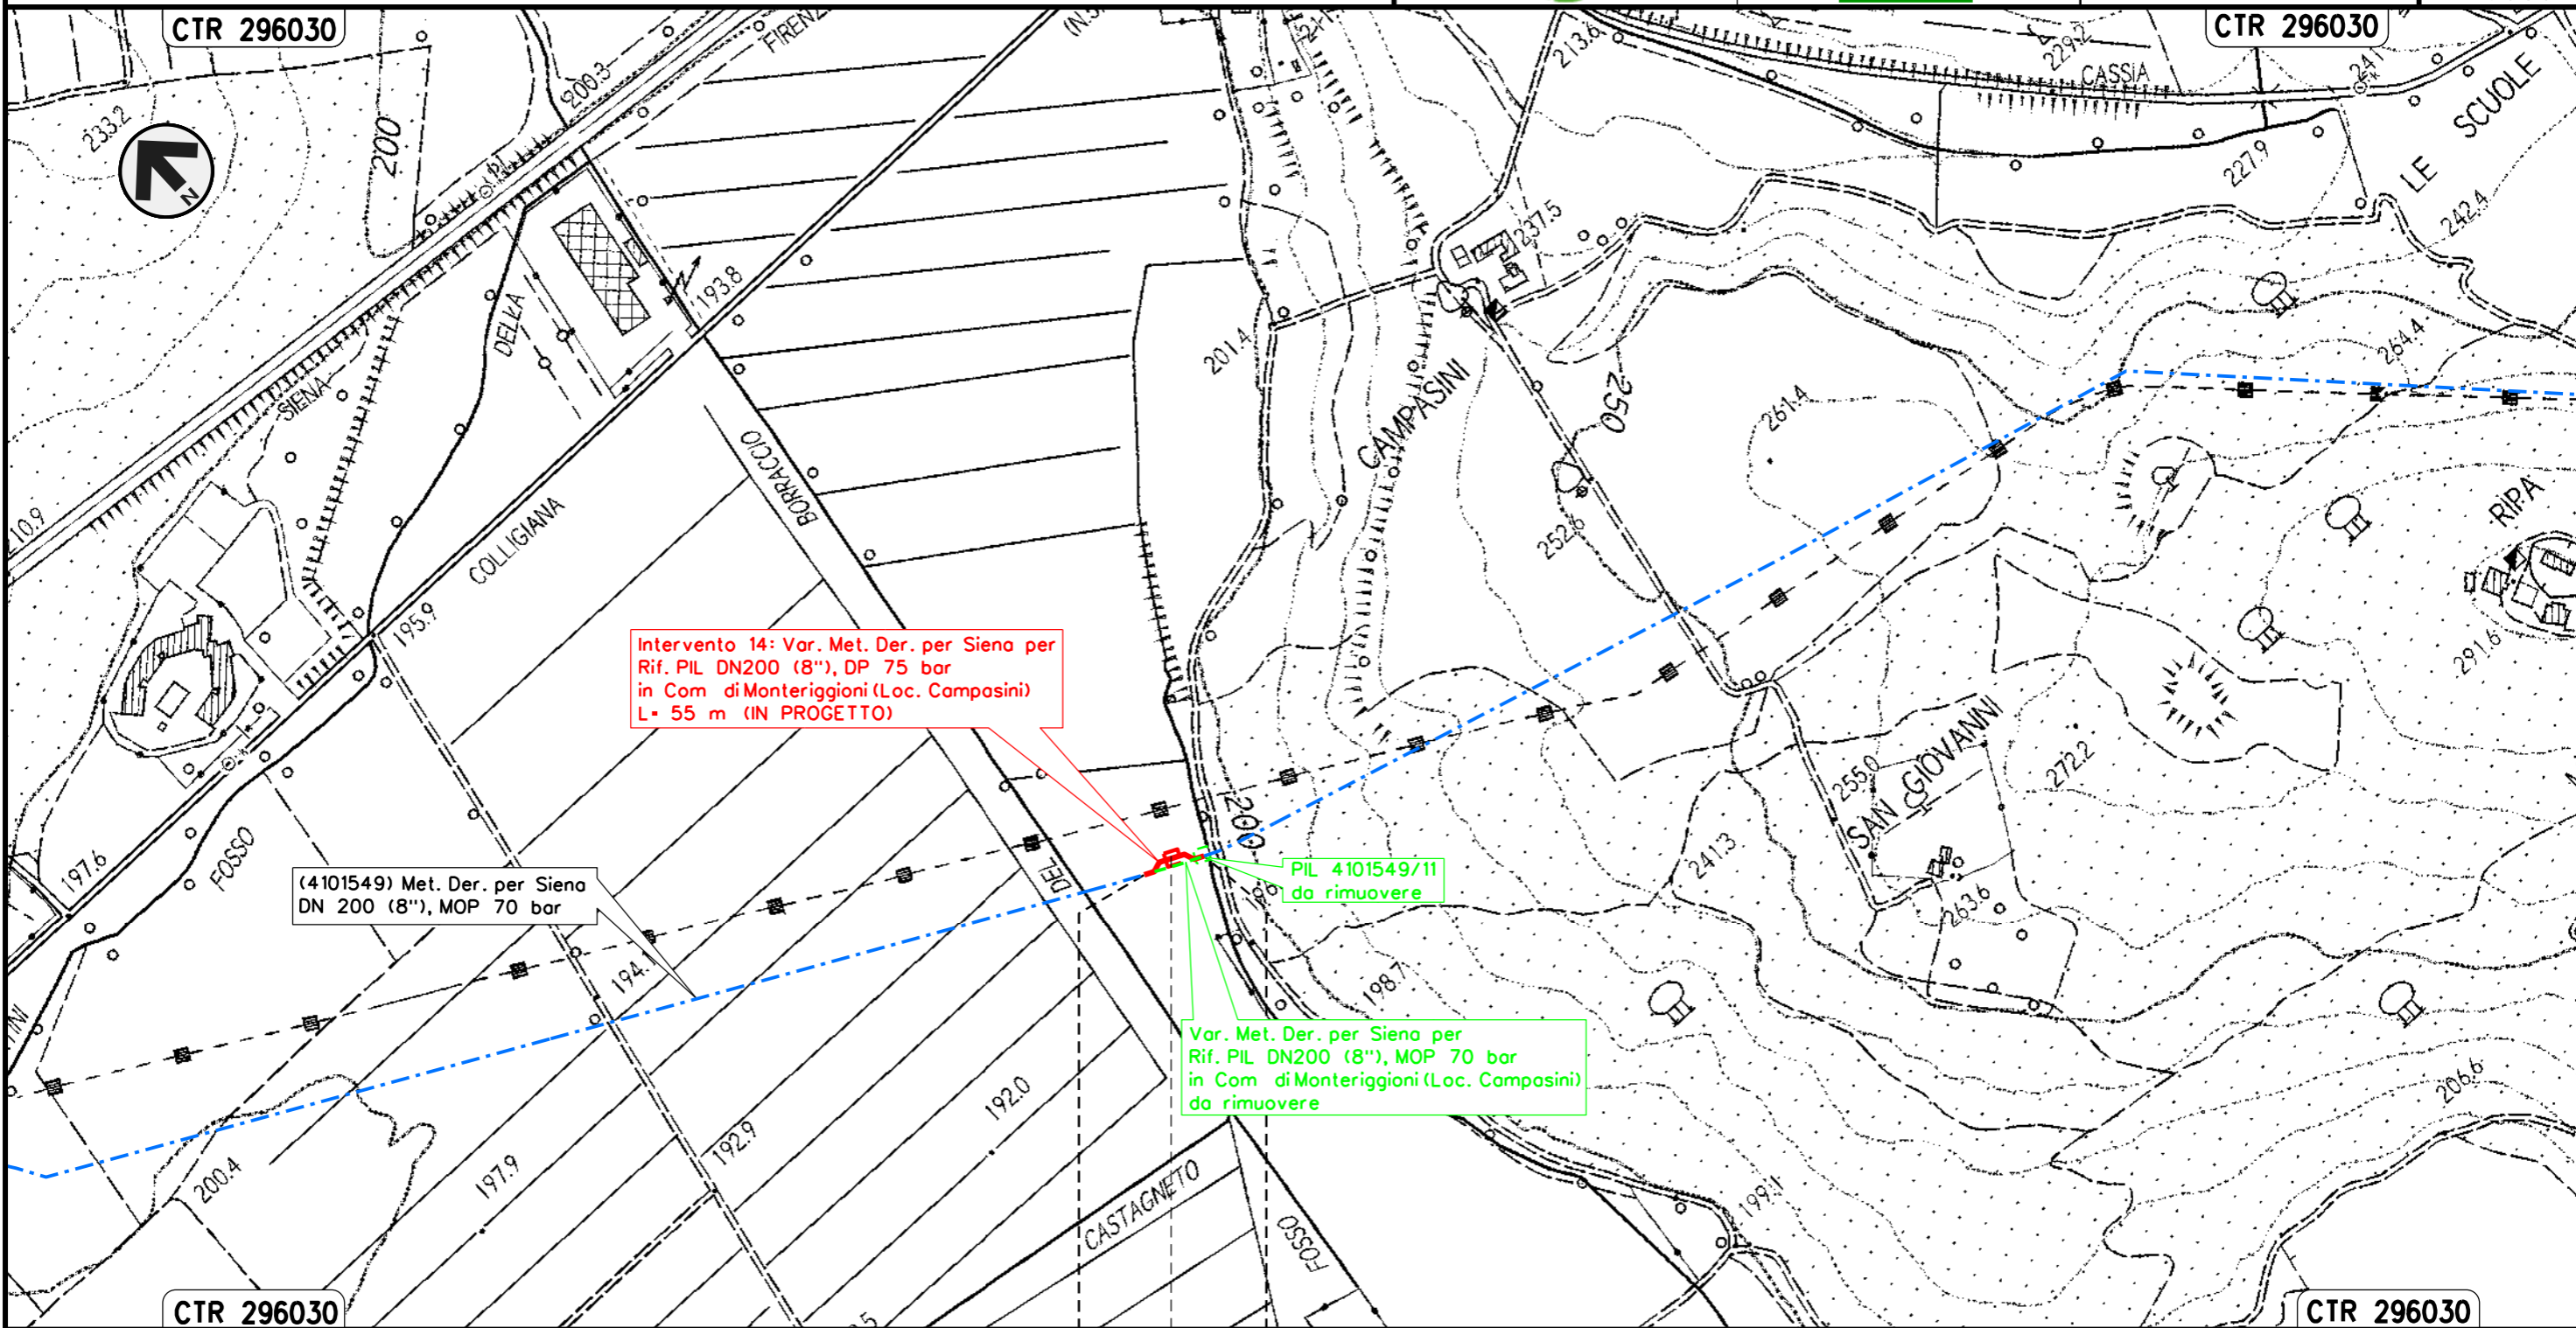 CTR 296030
CTR 296030
FIRENZ
(N.S.
213.6
229.2
CASSIA
241
LE SCUOLE
233.2
200
200.3
N
227.9
242.4
237.5
193.8
DELLA
SIENA
201.4
CAMPASINI
250
261.4
264.4
BORRACCIO
COLLIGIANA
10.9
252.6
RIPA
195.9
291.6
Intervento 14: Var. Met. Der. per Siena per
Rif. PIL DN200 (8"), DP 75 bar
in Com di Monteriggioni (Loc. Campasini)
L= 55 m (IN PROGETTO)
SAN GIOVANNI
255.0
272.2
200
241.3
197.6
FOSSO
DEL
(4101549) Met. Der. per Siena
DN 200 (8"), MOP 70 bar
PIL 4101549/11
da rimuovere
196
263.6
194.1
198.7
TINI
Var. Met. Der. per Siena per
Rif. PIL DN200 (8"), MOP 70 bar
in Com di Monteriggioni (Loc. Campasini)
da rimuovere
206.6
192.0
192.9
197.9
200.4
CASTAGNETO
FOSSO
199.1
CTR 296030
CTR 296030